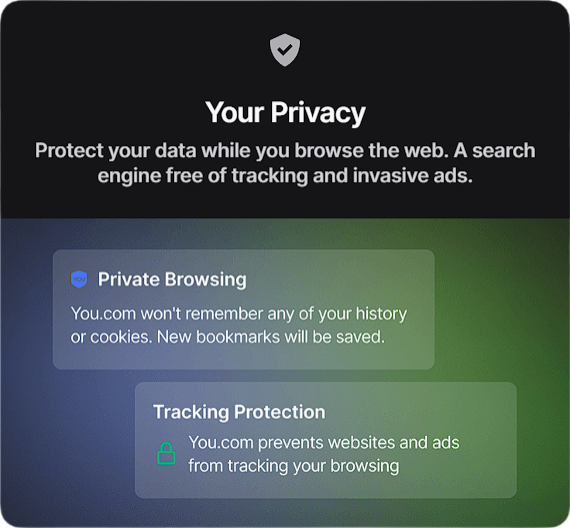 Your Privacy
Protect your data while you browse the web. A search
engine free of tracking and invasive ads.
Private Browsing
You.com won't remember any of your history
or cookies. New bookmarks will be saved.
Tracking Protection
You.com prevents websites and ads
from tracking your browsing